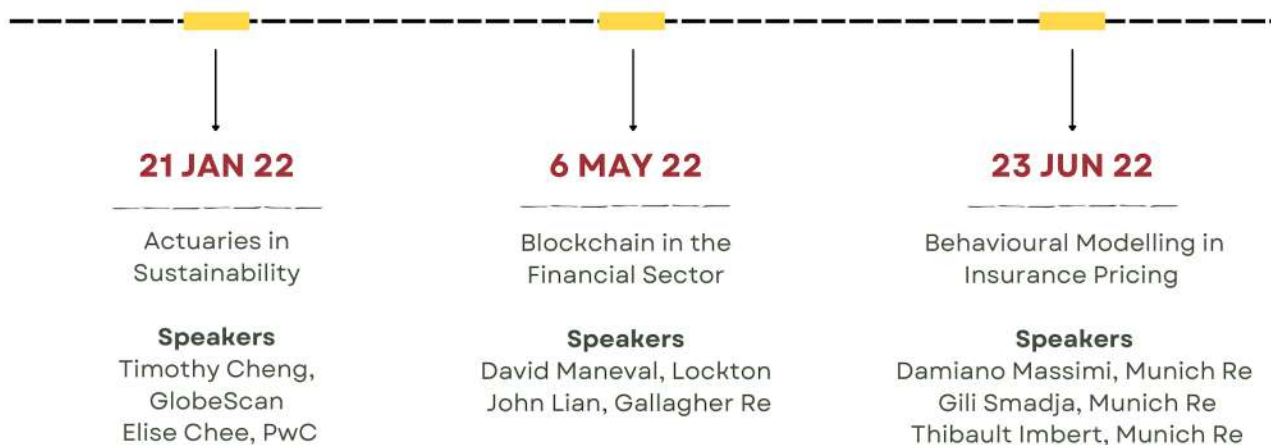 21 JAN 22
Actuaries in
Sustainability
Speakers
Timothy Cheng,
GlobeScan
Elise Chee, PwC
6 MAY 22
Blockchain in the
Financial Sector
Speakers
David Maneval, Lockton
John Lian, Gallagher Re
23 JUN 22
Behavioural Modelling in
Insurance Pricing
Speakers
Damiano Massimi, Munich Re
Gili Smadja, Munich Re
Thibault Imbert, Munich Re